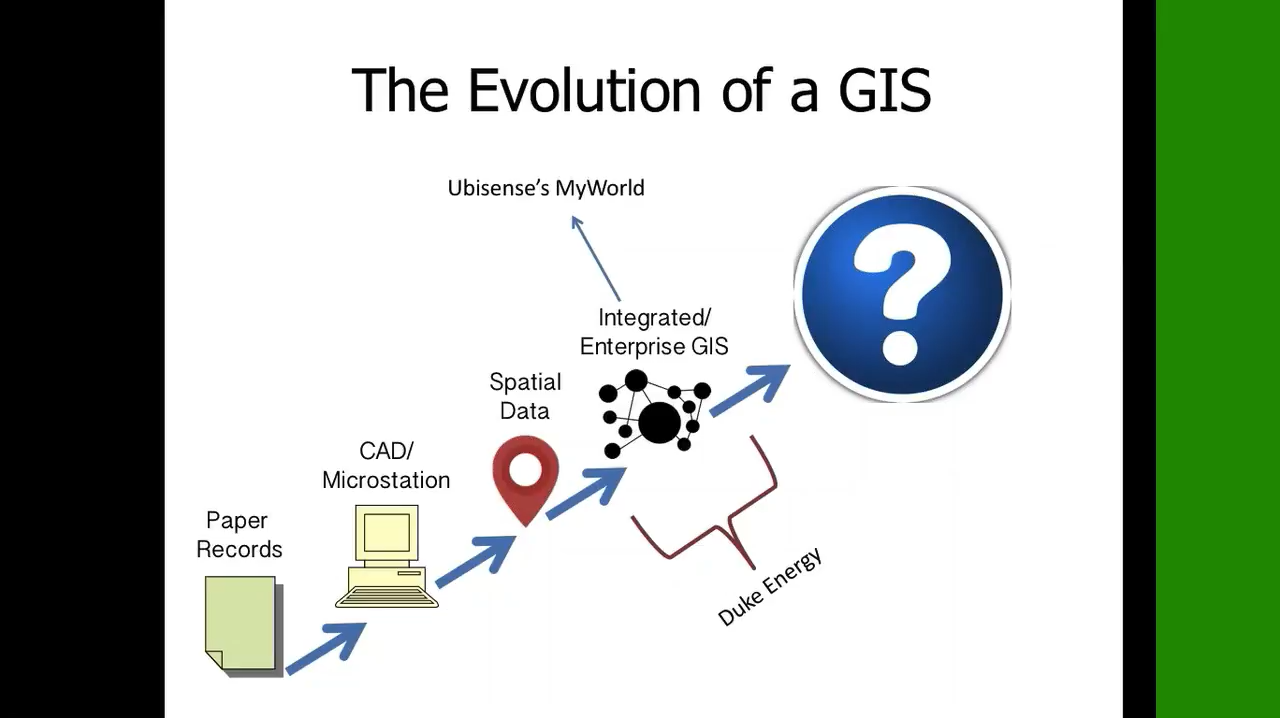 The Evolution of a GIS
Ubisense's MyWorld
Integrated/
Enterprise GIS
Spatial
Data
CAD/
Microstation
Paper
Records
Duke Energy